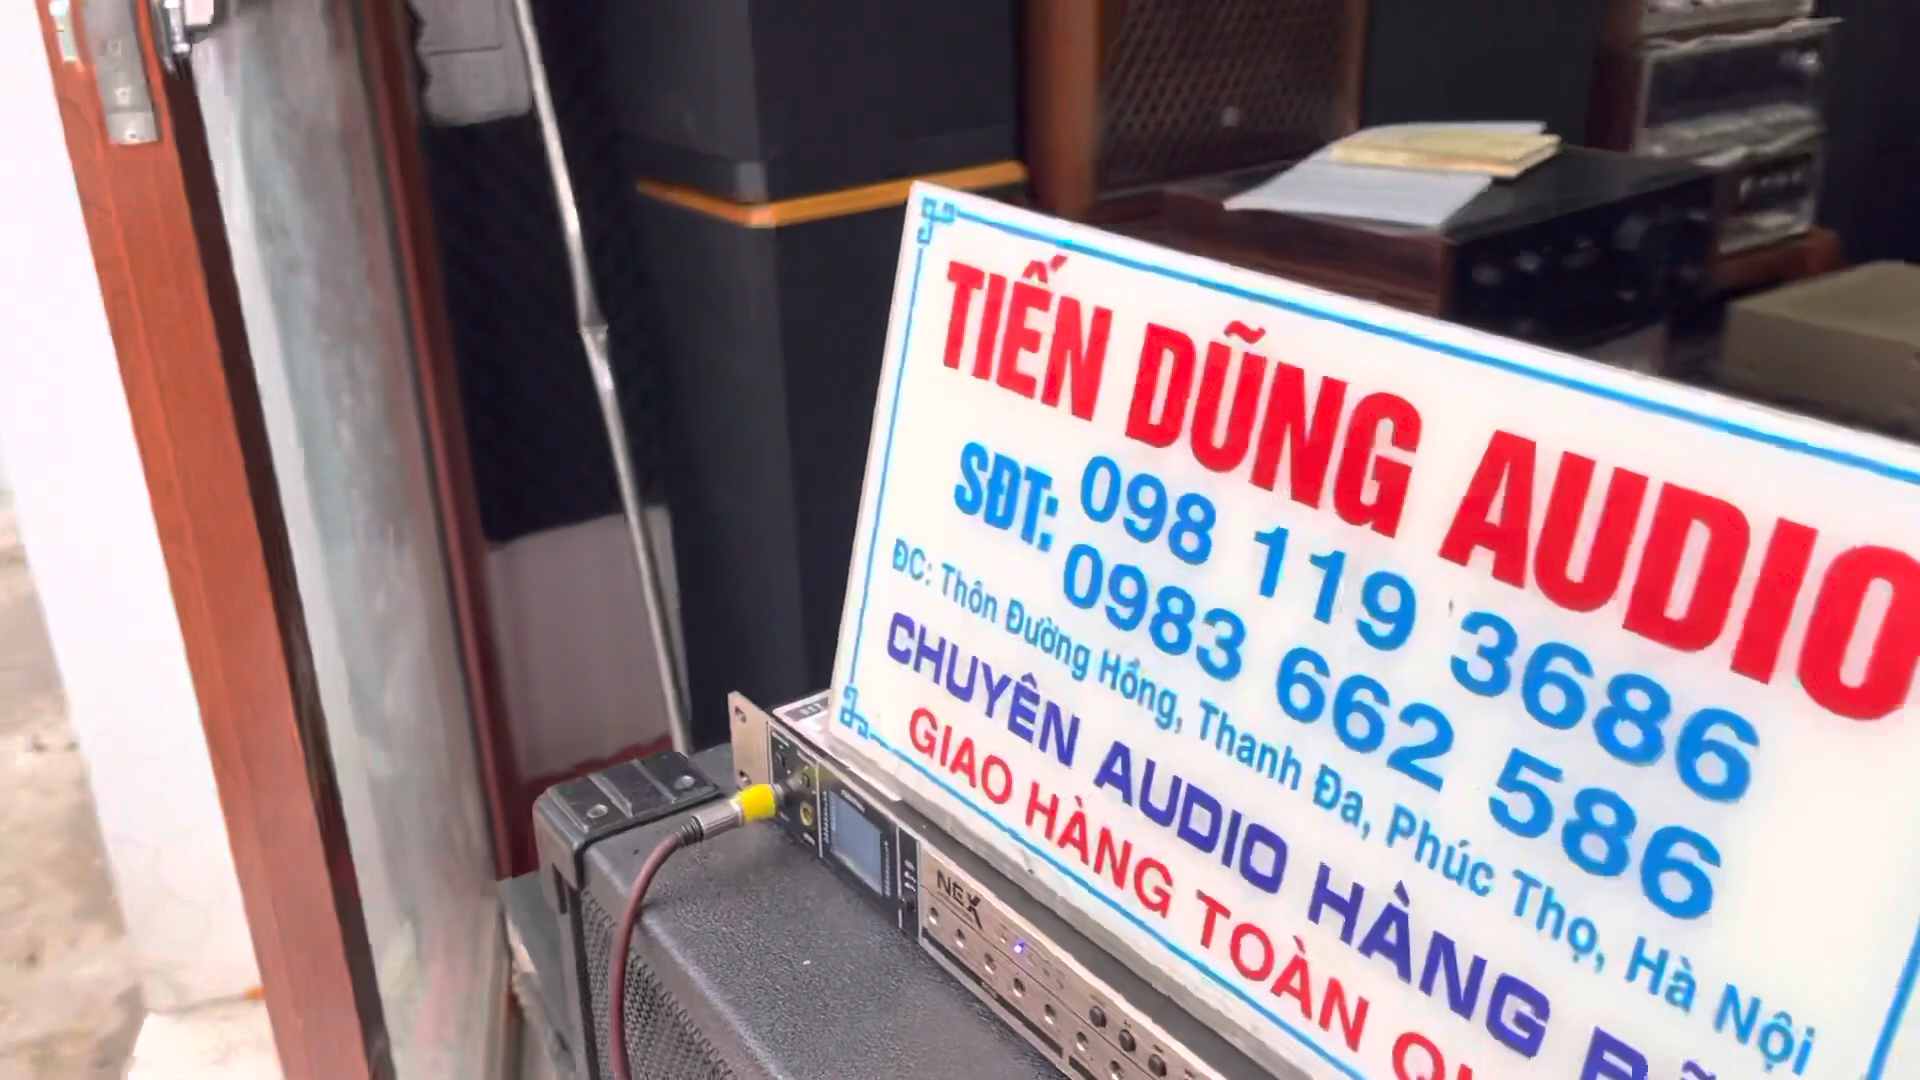 TIẾN DŨNG AUDIO
SĐT: 098 119 3686
0983 662 586
ĐC: Thôn Đường Hồng, Thanh Đa, Phúc Thọ, Hà Nội
CHUYÊN AUDIO HÀNG
GIAO HÀNG TOÀN
NEX